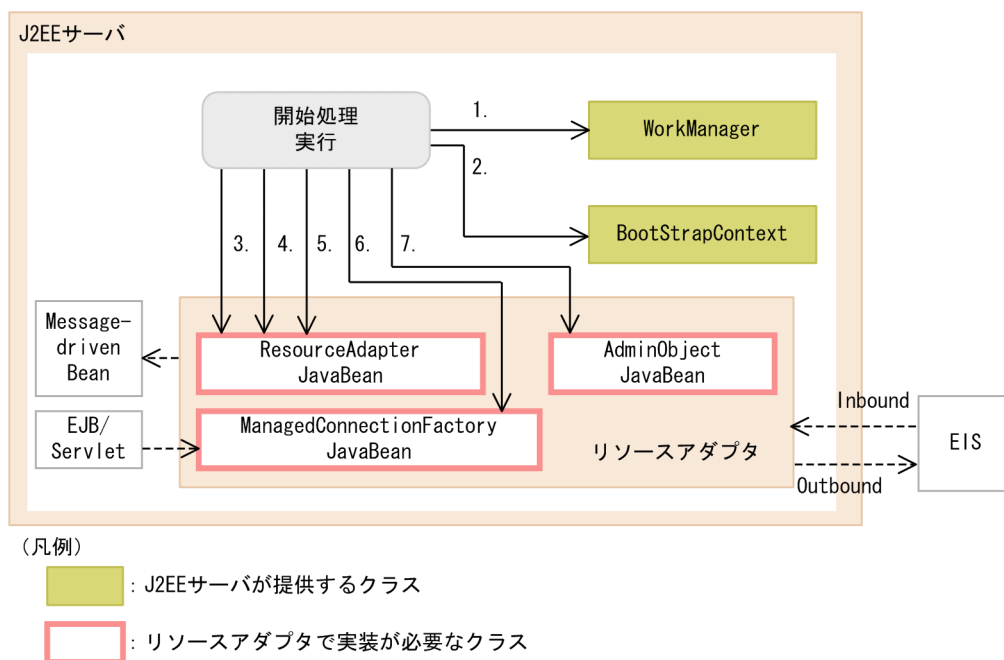 J2EEサーバ
開始処理
実行
1.
WorkManager
2.
BootStrapContext
3.
4.
5.
6.
7.
Message-
driven
Bean
ResourceAdapter
JavaBean
AdminObject
JavaBean
EJB/
Servlet
ManagedConnectionFactory
JavaBean
リソースアダプタ
Inbound
EIS
Outbound
(凡例)
: J2EEサーバが提供するクラス
: リソースアダプタで実装が必要なクラス